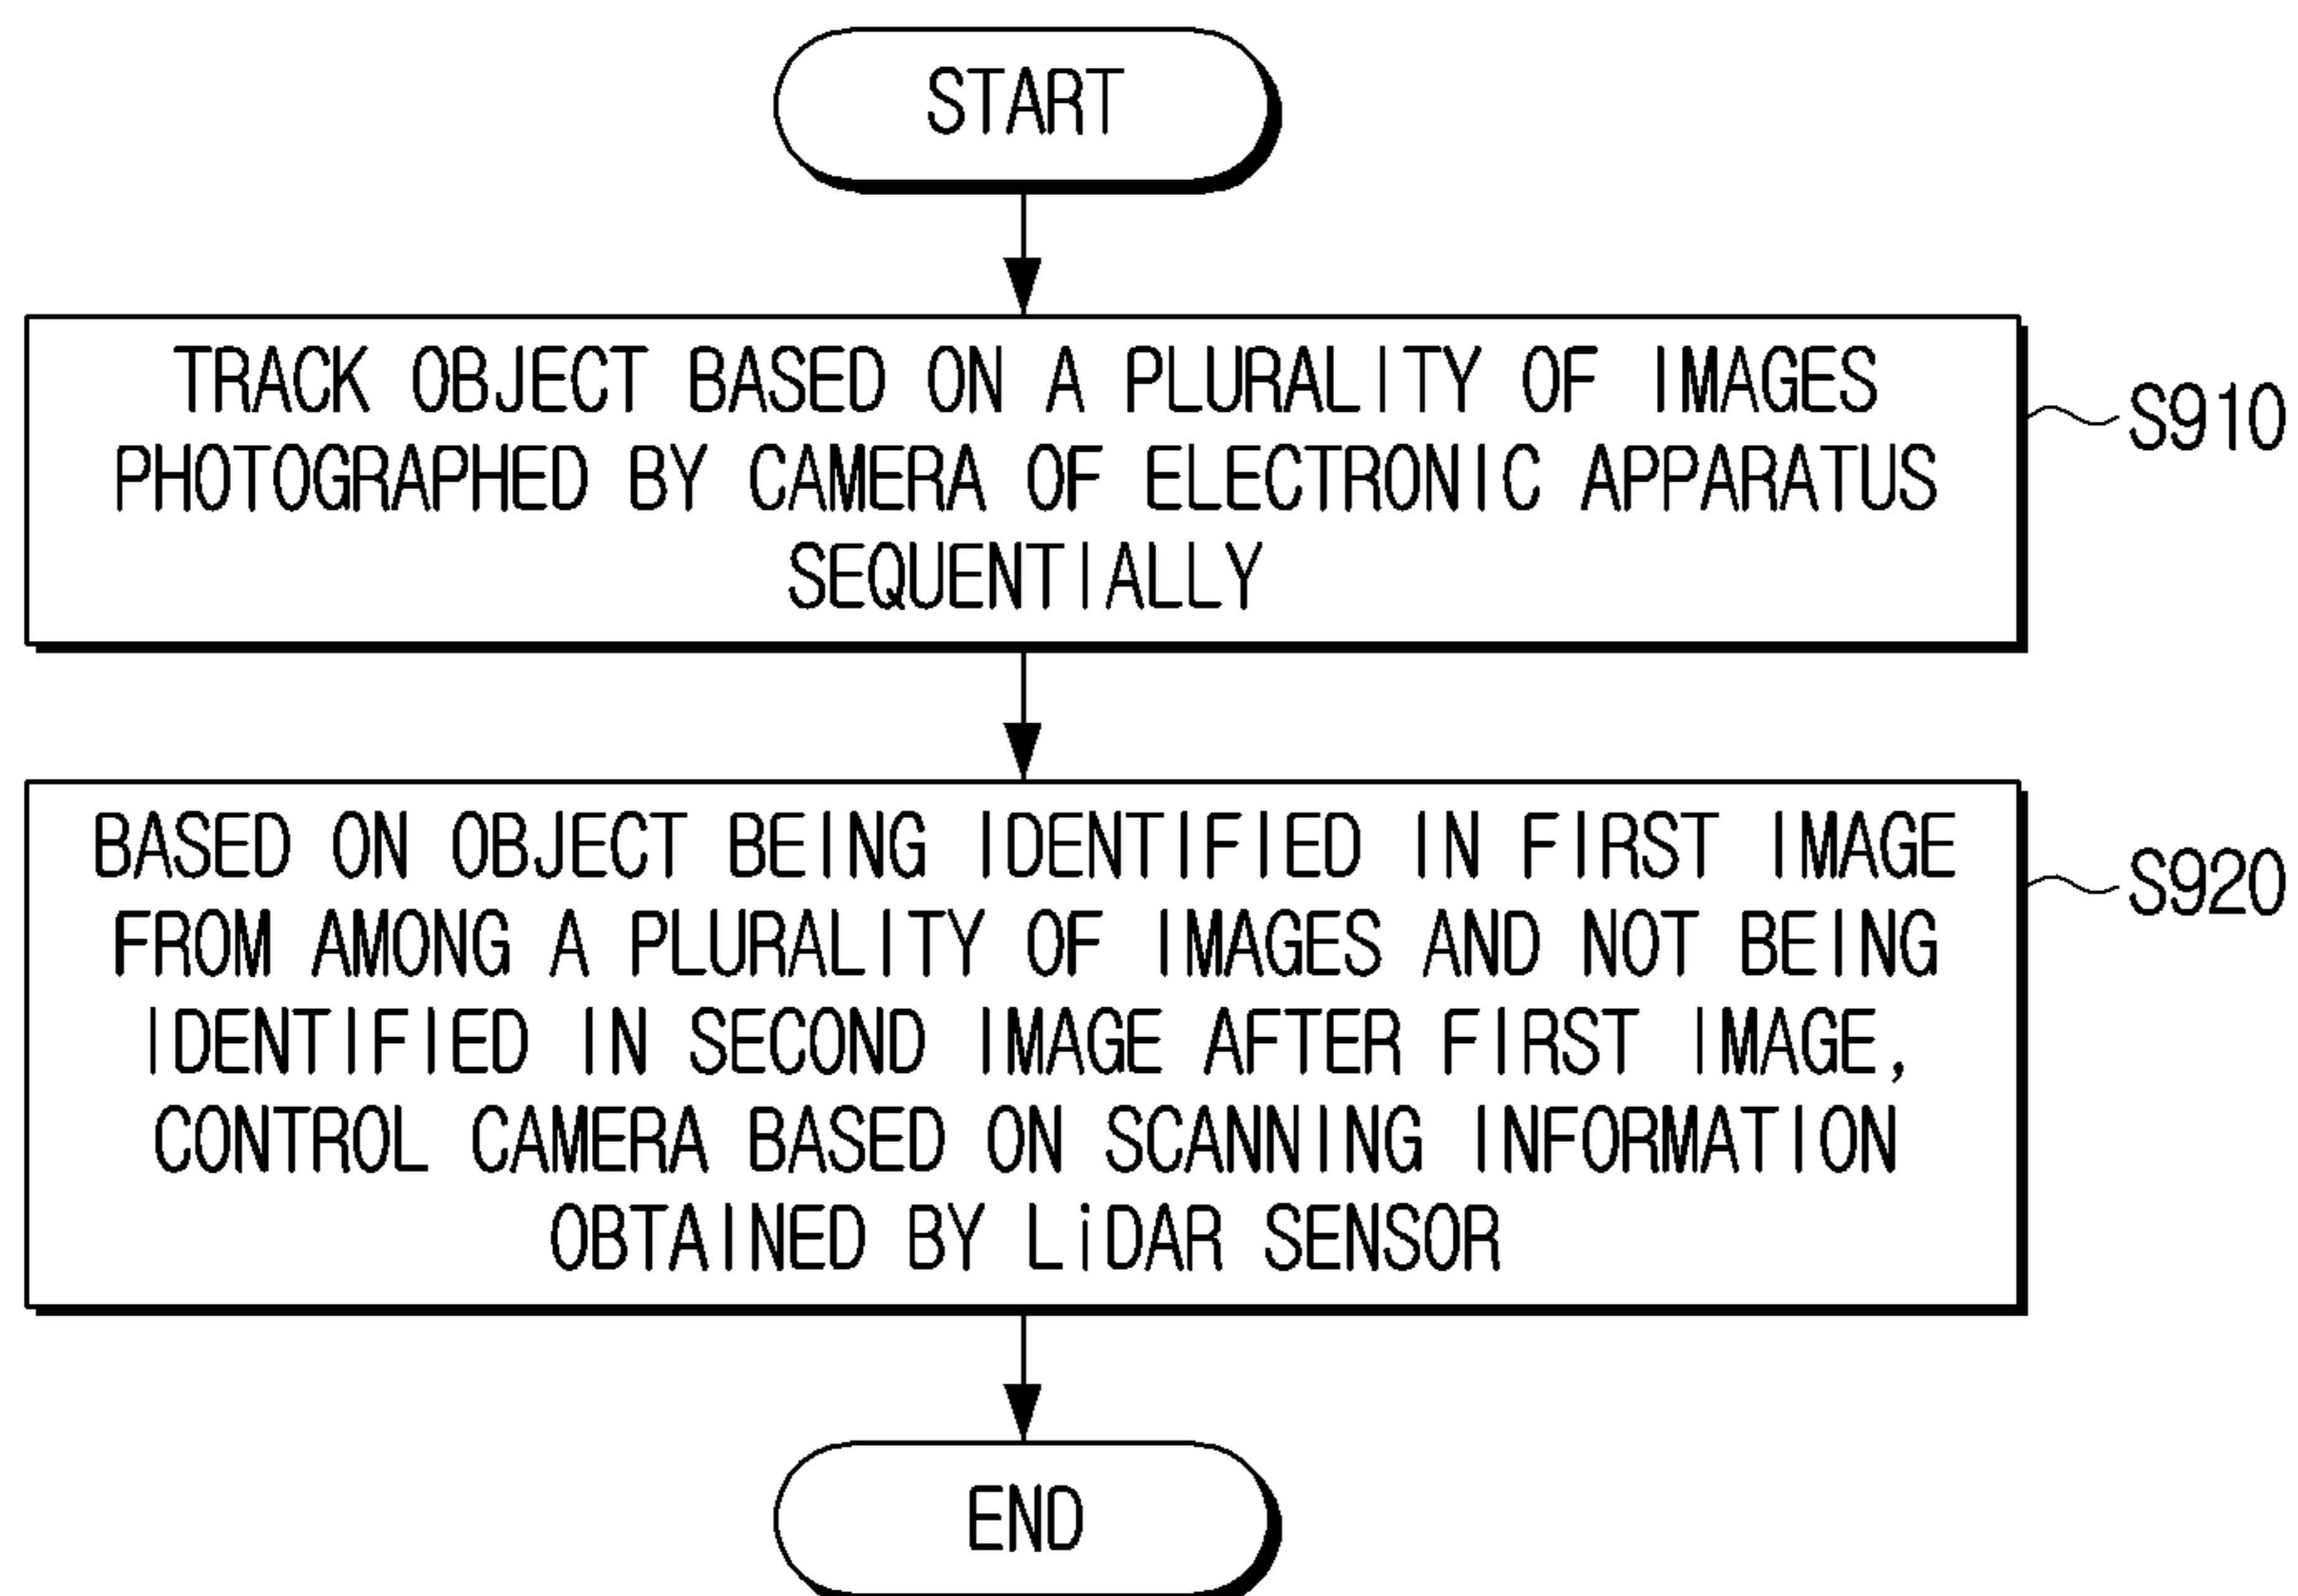 START
TRACK OBJECT BASED ON A PLURALITY OF IMAGES
PHOTOGRAPHED BY CAMERA OF ELECTRONIC APPARATUS
SEQUENTIALLY
S910
BASED ON OBJECT BEING IDENTIFIED IN FIRST IMAGE
FROM AMONG A PLURALITY OF IMAGES AND NOT BEING
IDENTIFIED IN SECOND IMAGE AFTER FIRST IMAGE,
CONTROL CAMERA BASED ON SCANNING INFORMATION
OBTAINED BY LiDAR SENSOR
S920
END